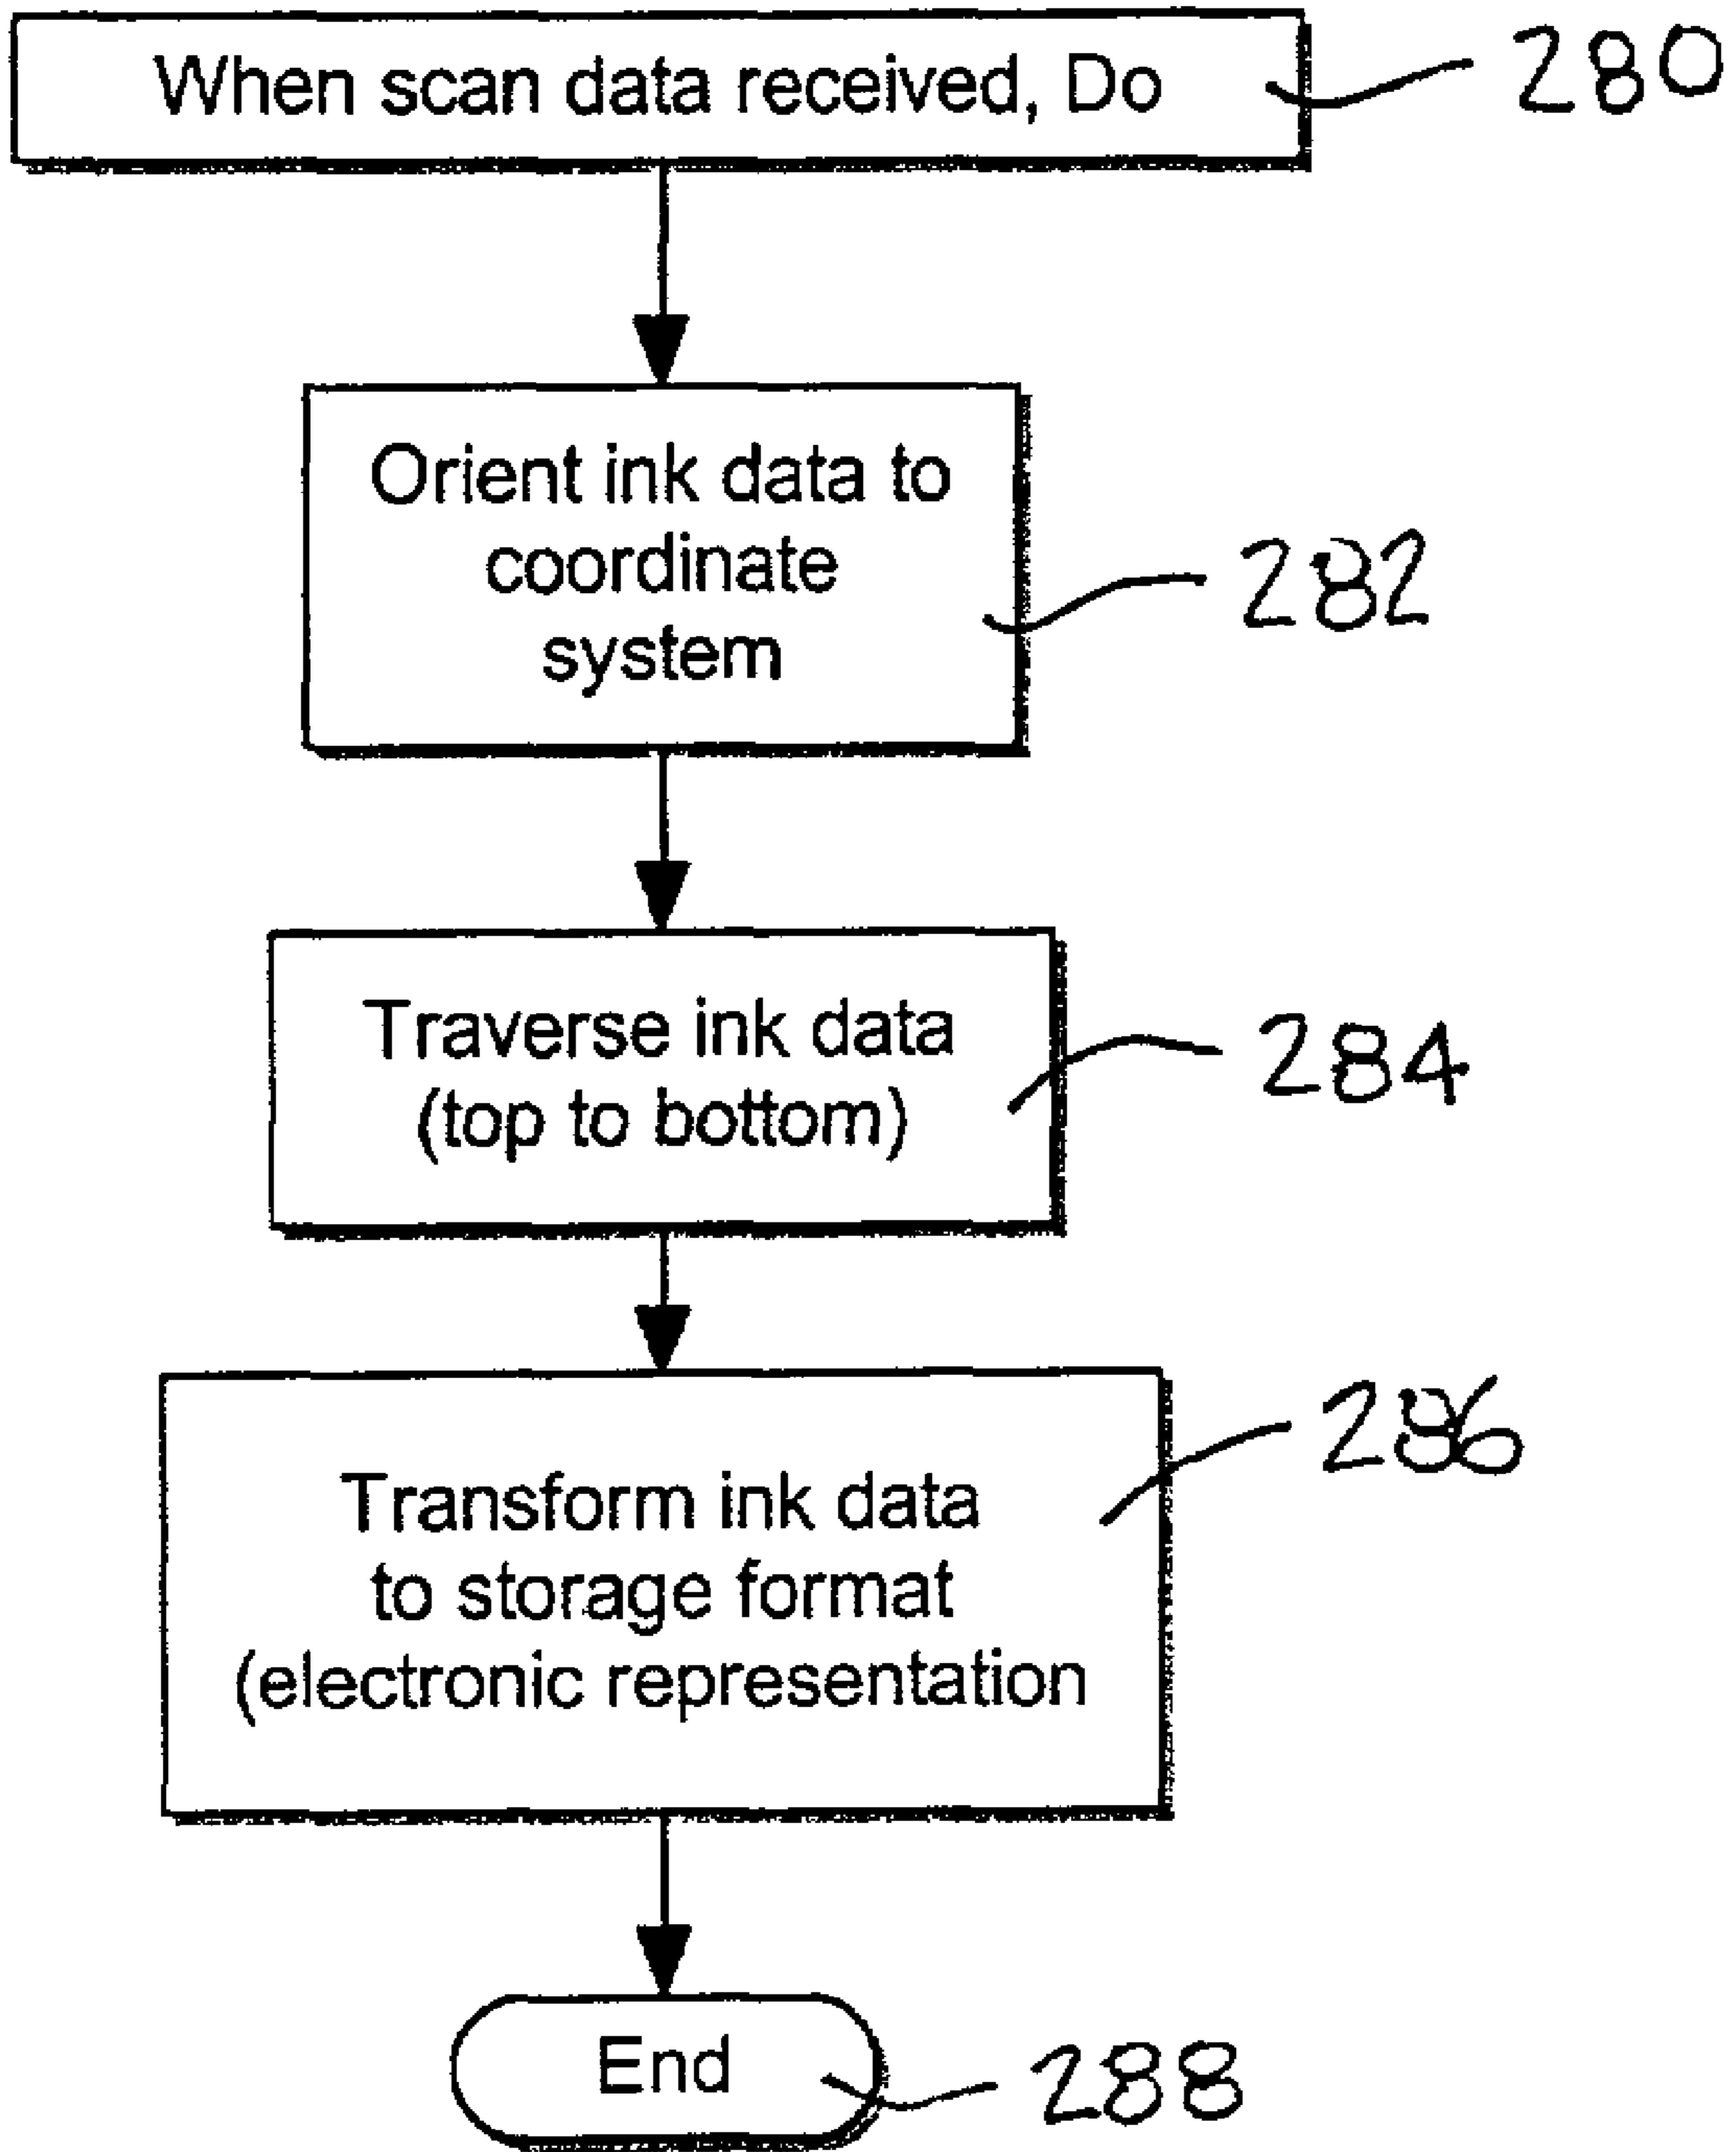 When scan data received, Do
280
Orient ink data to
coordinate
system
282
Traverse ink data
(top to bottom)
284
Transform ink data
to storage format
(electronic representation
286
End
288